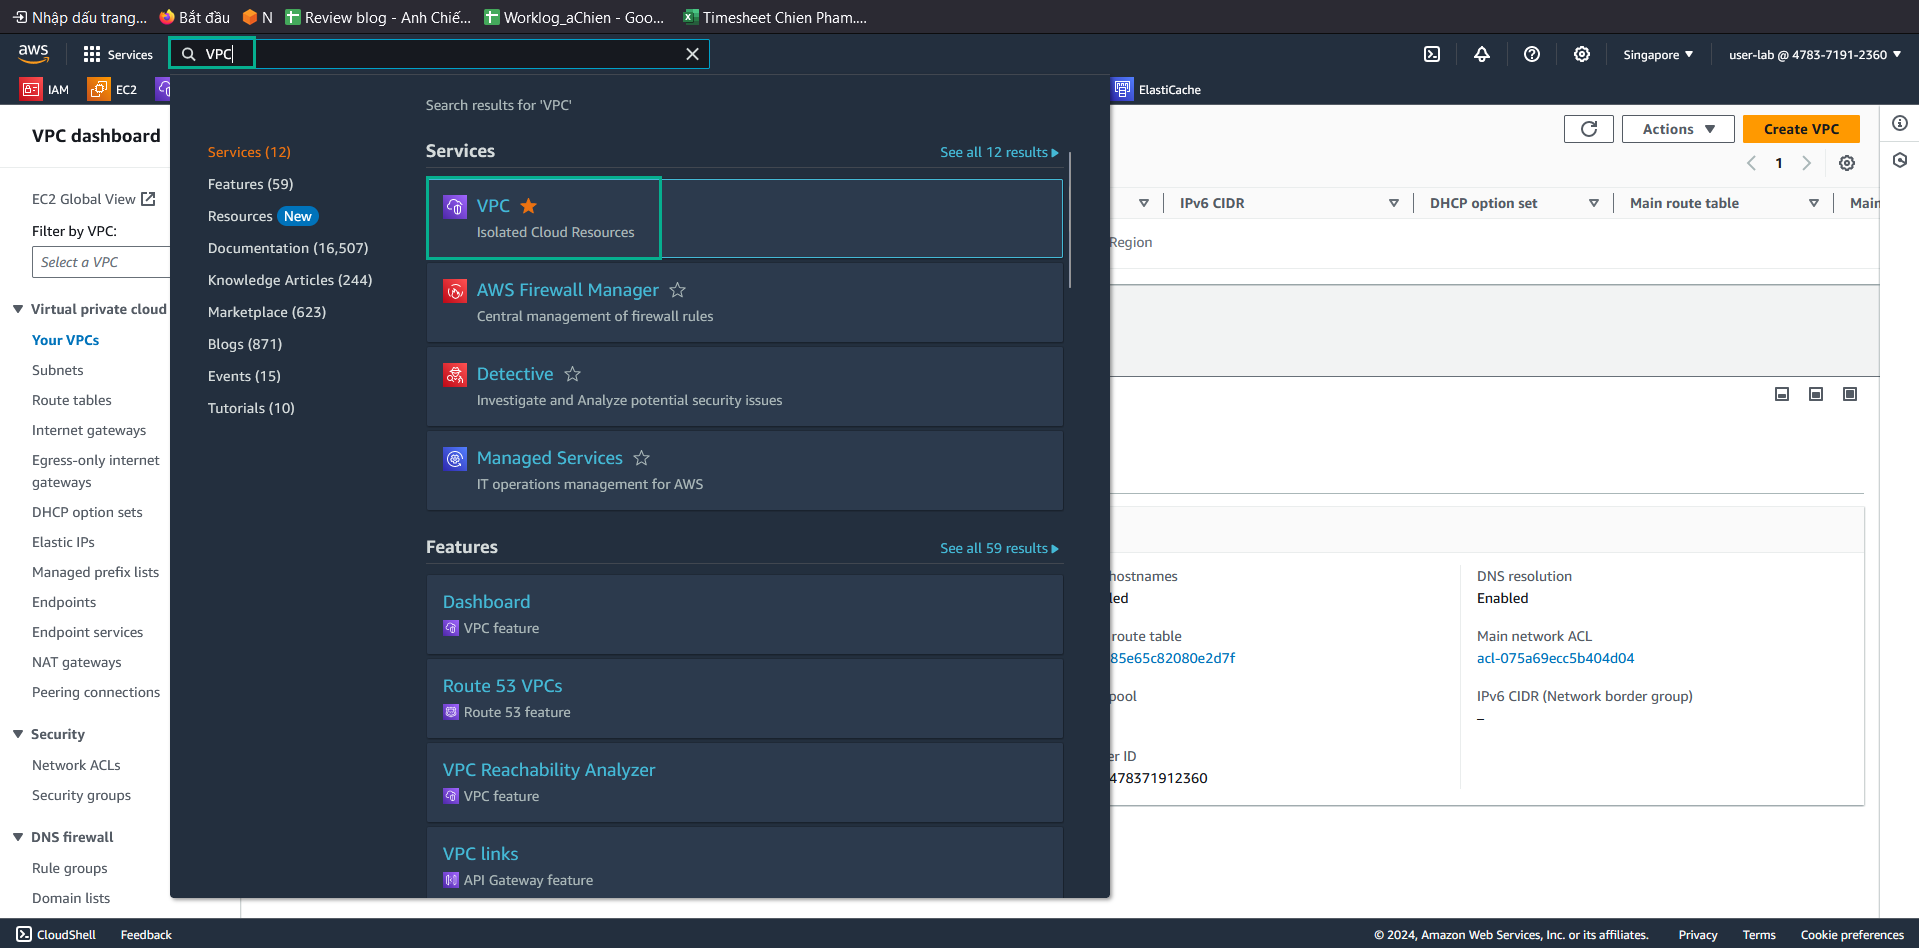 Nhập dấu trang...
Bắt đầu
N
Review blog - Anh Chiế...
Worklog_aChien - Goo...
Timesheet Chien Pham....
aws
Services
VPC
Singapore
user-lab @ 4783-7191-2360
IAM
EC2
ElastiCache
VPC dashboard
EC2 Global View
Filter by VPC:
Select a VPC
Virtual private cloud
Your VPCs
Subnets
Route tables
Internet gateways
Egress-only internet
gateways
DHCP option sets
Elastic IPs
Managed prefix lists
Endpoints
Endpoint services
NAT gateways
Peering connections
Security
Network ACLs
Security groups
DNS firewall
Rule groups
Domain lists
Search results for 'VPC'
Services (12)
Features (59)
Resources New
Documentation (16,507)
Knowledge Articles (244)
Marketplace (623)
Blogs (871)
Events (15)
Tutorials (10)
Services
See all 12 results
VPC
Isolated Cloud Resources
AWS Firewall Manager
Central management of firewall rules
Detective
Investigate and Analyze potential security issues
Managed Services
IT operations management for AWS
Features
See all 59 results
Dashboard
VPC feature
Route 53 VPCs
Route 53 feature
VPC Reachability Analyzer
VPC feature
VPC links
API Gateway feature
Actions
Create VPC
1
IPv6 CIDR
DHCP option set
Main route table
Main
Region
hostnames
led
DNS resolution
Enabled
route table
85e65c82080e2d7f
Main network ACL
acl-075a69ecc5b404d04
pool
IPv6 CIDR (Network border group)
–
er ID
478371912360
CloudShell
Feedback
© 2024, Amazon Web Services, Inc. or its affiliates.
Privacy
Terms
Cookie preferences